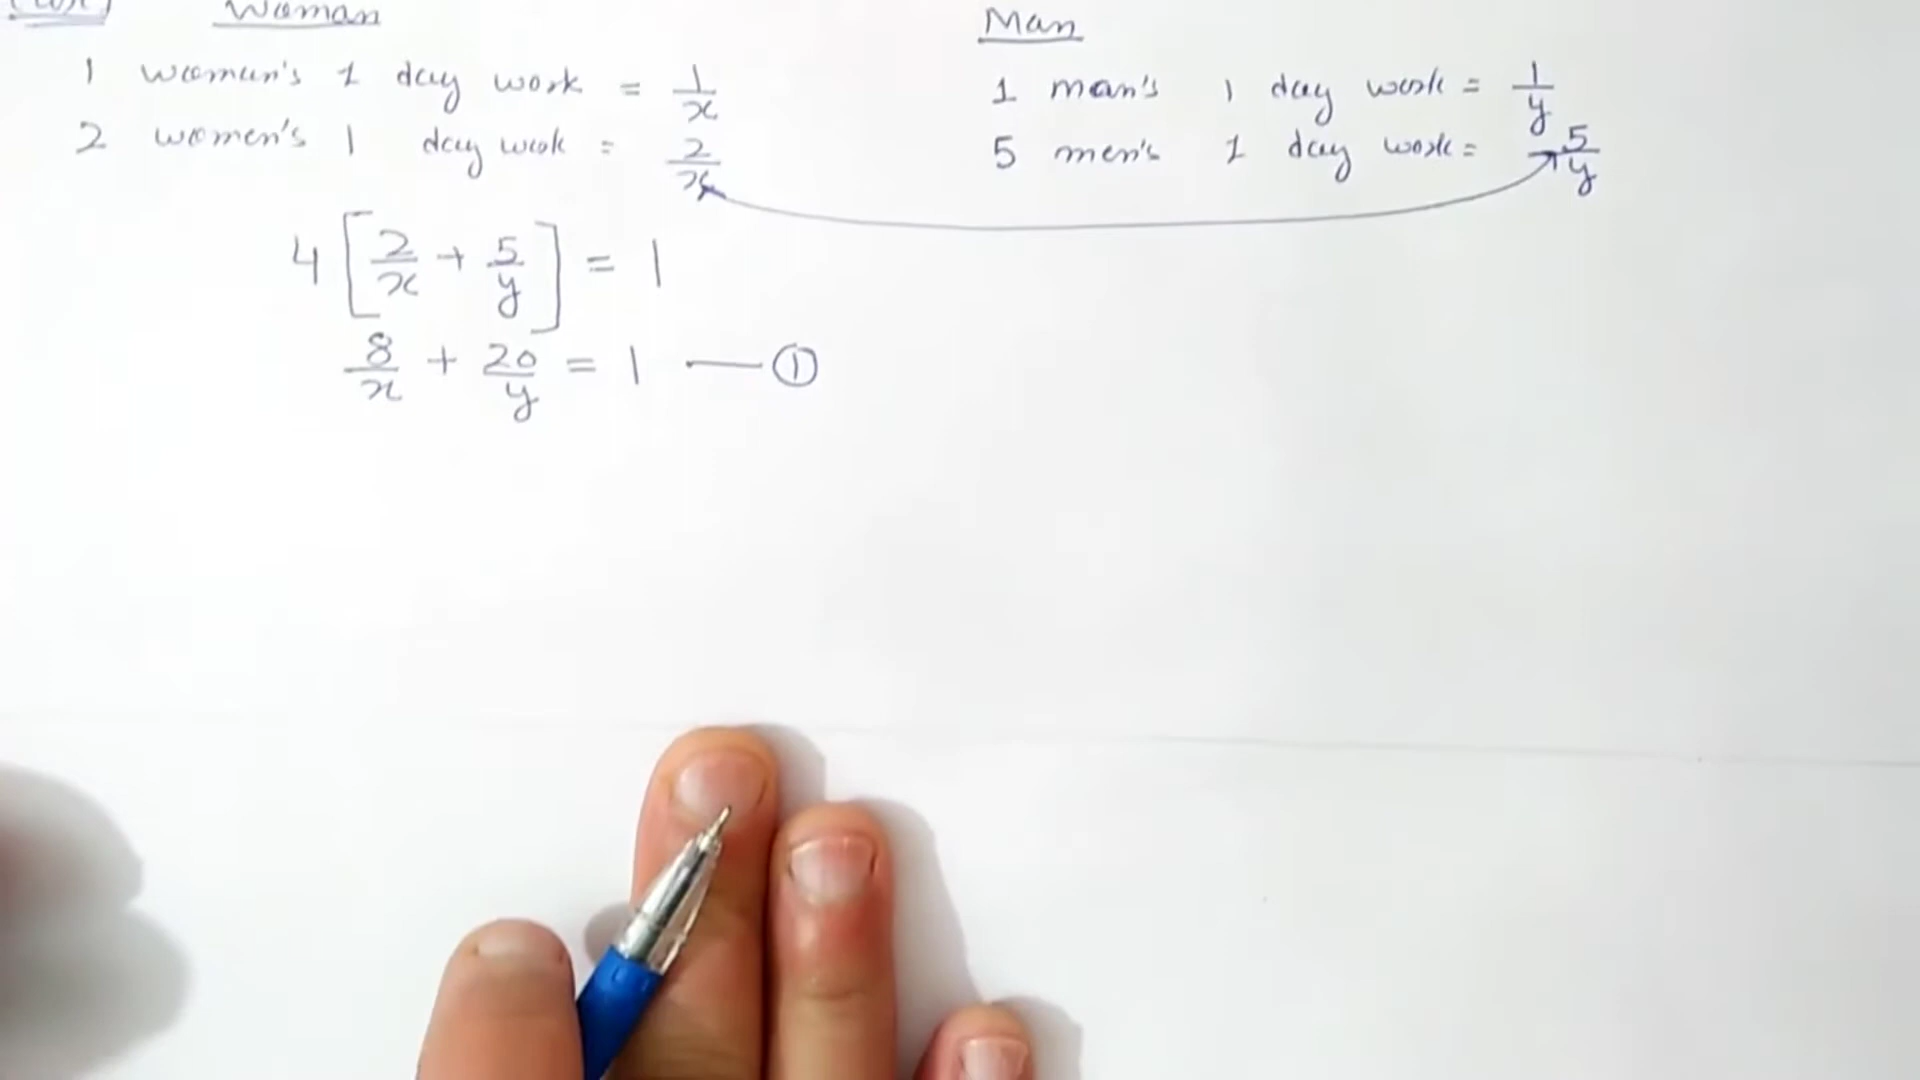 Woman
1 woman's 1 day work = 1/x
2 women's 1 day work = 2/x
4[2/x + 5/y] = 1
8/x + 20/y = 1 — ①
Man
1 man's 1 day work = 1/y
5 men's 1 day work = 5/y